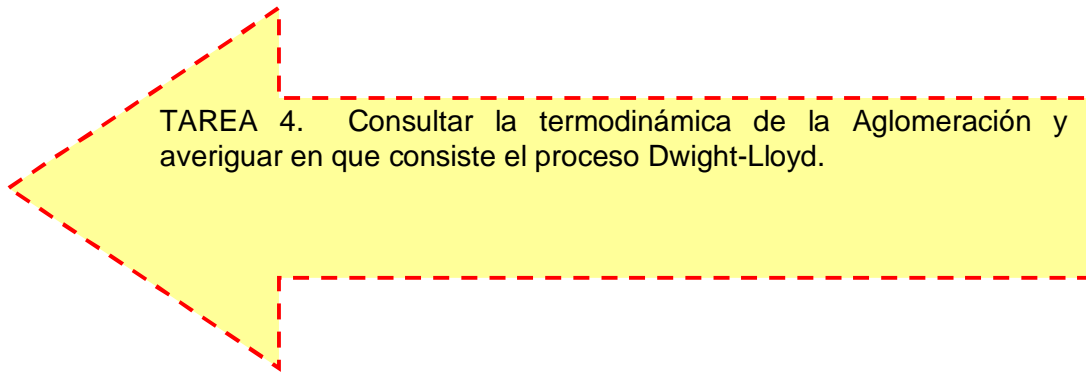 TAREA 4. Consultar la termodinámica de la Aglomeración y
averiguar en que consiste el proceso Dwight-Lloyd.